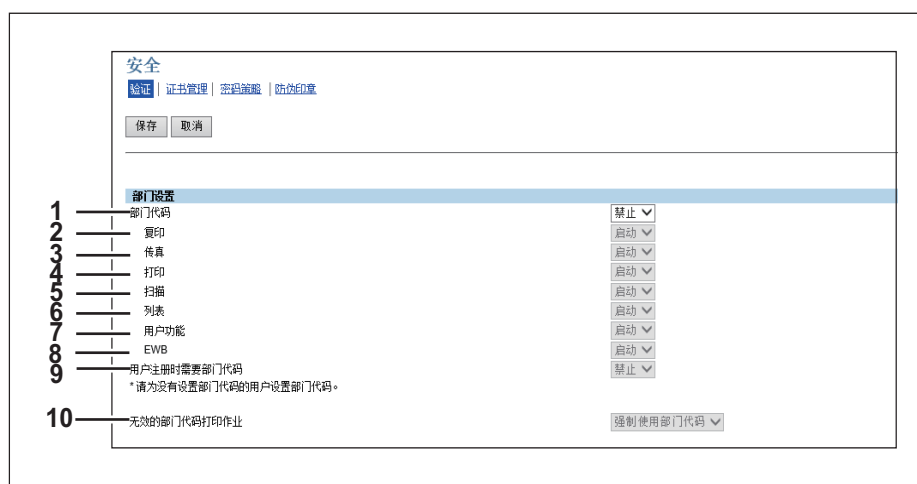 安全
验证 | 证书管理 | 密码策略 | 防伪印章
保存 取消
部门设置
1 部门代码 禁止
2 复印 启动
3 传真 启动
4 打印 启动
5 扫描 启动
6 列表 启动
7 用户功能 启动
8 EWB 启动
9 用户注册时需要部门代码 禁止
*请为没有设置部门代码的用户设置部门代码。
10 无效的部门代码打印作业 强制使用部门代码